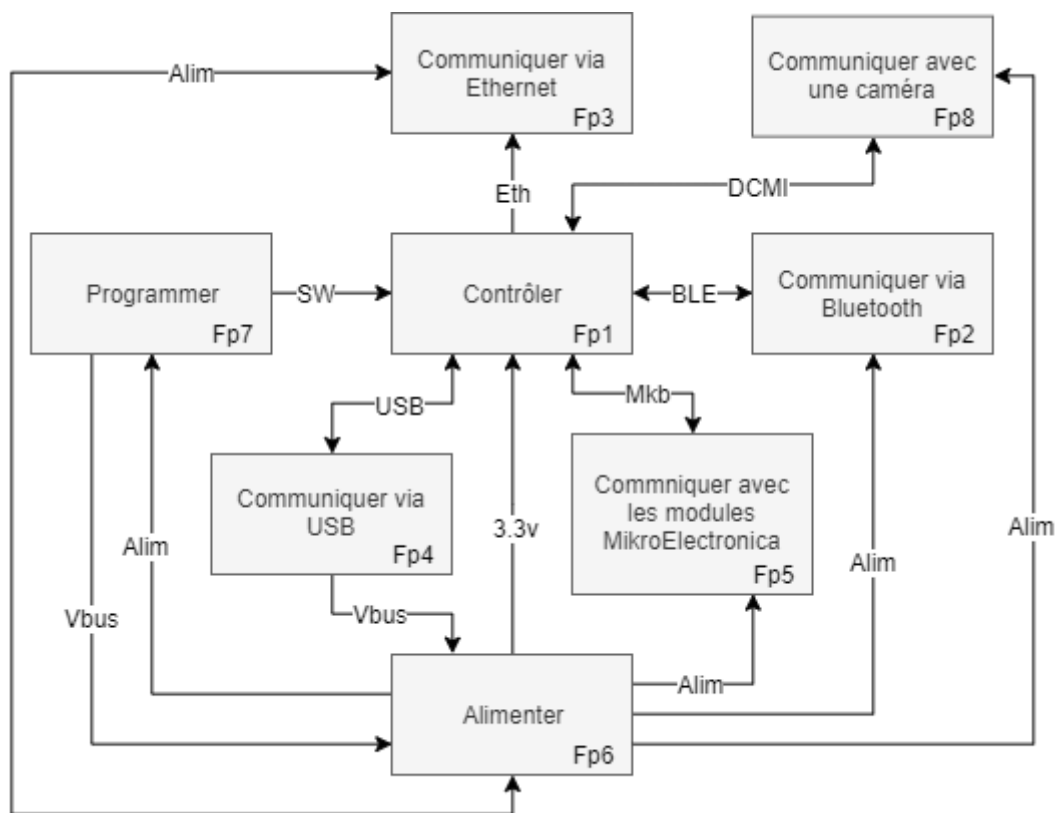 Communiquer via
Ethernet
Fp3
Communiquer avec
une caméra
Fp8
Alim
Eth
DCMI
Programmer
Fp7
SW
Contrôler
Fp1
BLE
Communiquer via
Bluetooth
Fp2
USB
Mkb
Communiquer via
USB
Fp4
3.3v
Commniquer avec
les modules
MikroElectronica
Fp5
Alim
Alim
Alim
Vbus
Vbus
Alim
Alimenter
Fp6